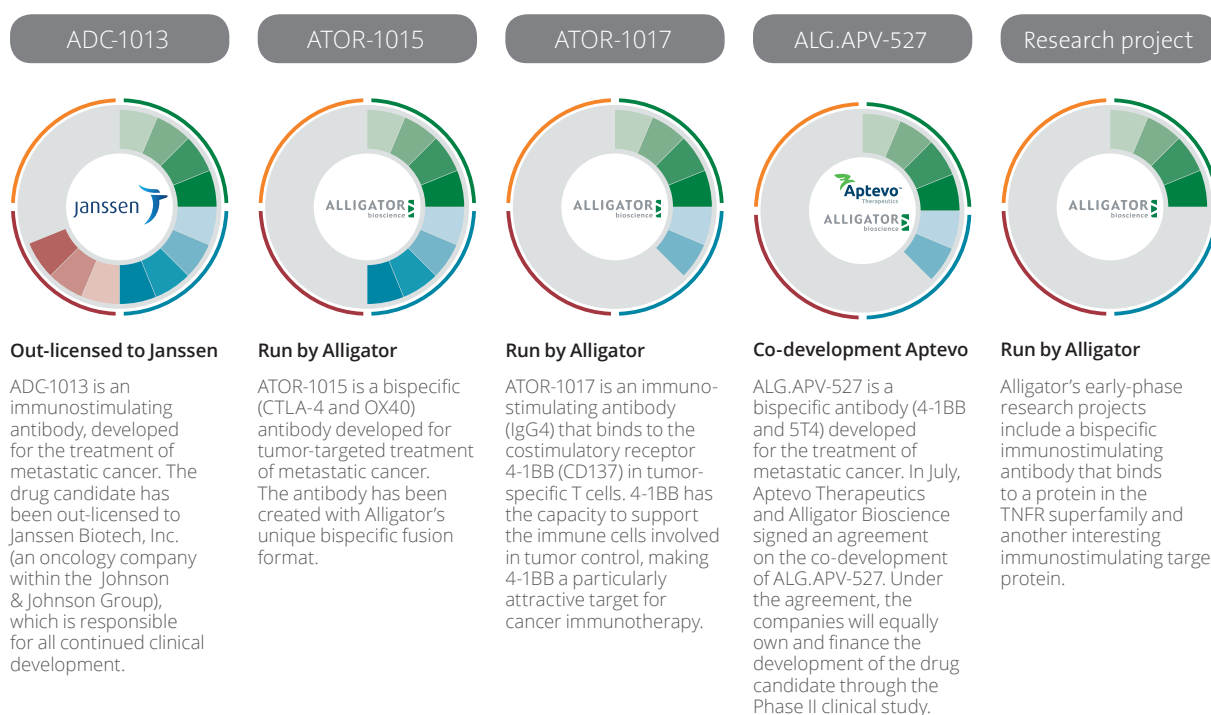 ADC-1013
ATOR-1015
ATOR-1017
ALG.APV-527
Research project
janssen
ALLIGATOR
bioscience
ALLIGATOR
bioscience
Aptevo™
Therapeutics
ALLIGATOR
bioscience
ALLIGATOR
bioscience
Out-licensed to Janssen
ADC-1013 is an
immunostimulating
antibody, developed
for the treatment of
metastatic cancer. The
drug candidate has
been out-licensed to
Janssen Biotech, Inc.
(an oncology company
within the Johnson
& Johnson Group),
which is responsible
for all continued clinical
development.
Run by Alligator
ATOR-1015 is a bispecific
(CTLA-4 and OX40)
antibody developed for
tumor-targeted treatment
of metastatic cancer.
The antibody has been
created with Alligator's
unique bispecific fusion
format.
Run by Alligator
ATOR-1017 is an immuno-
stimulating antibody
(IgG4) that binds to the
costimulatory receptor
4-1BB (CD137) in tumor-
specific T cells. 4-1BB has
the capacity to support
the immune cells involved
in tumor control, making
4-1BB a particularly
attractive target for
cancer immunotherapy.
Co-development Aptevo
ALG.APV-527 is a
bispecific antibody (4-1BB
and 5T4) developed
for the treatment of
metastatic cancer. In July,
Aptevo Therapeutics
and Alligator Bioscience
signed an agreement
on the co-development
of ALG.APV-527. Under
the agreement, the
companies will equally
own and finance the
development of the drug
candidate through the
Phase II clinical study.
Run by Alligator
Alligator's early-phase
research projects
include a bispecific
immunostimulating
antibody that binds
to a protein in the
TNFR superfamily and
another interesting
immunostimulating targe
protein.